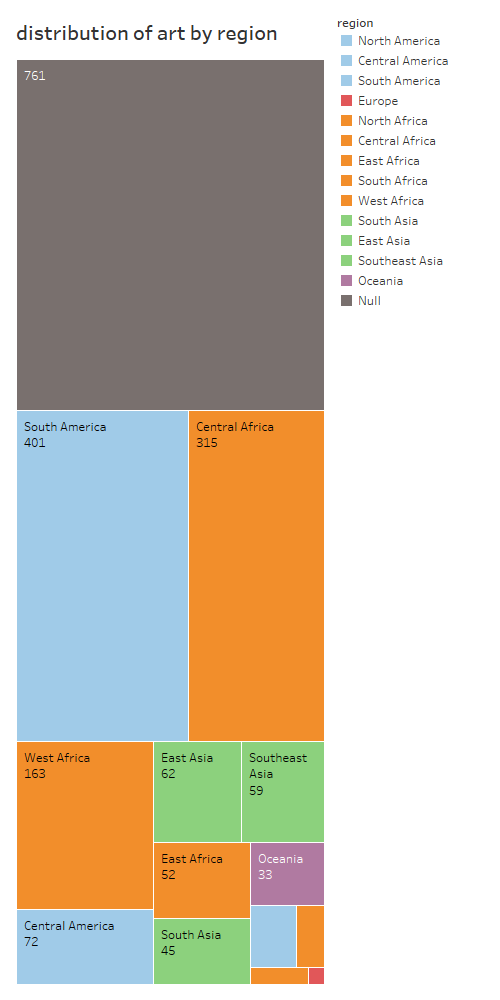 distribution of art by region
region
North America
Central America
South America
Europe
North Africa
Central Africa
East Africa
South Africa
West Africa
South Asia
East Asia
Southeast Asia
Oceania
Null
761
South America
401
Central Africa
315
West Africa
163
East Asia
62
Southeast
Asia
59
East Africa
52
Oceania
33
Central America
72
South Asia
45